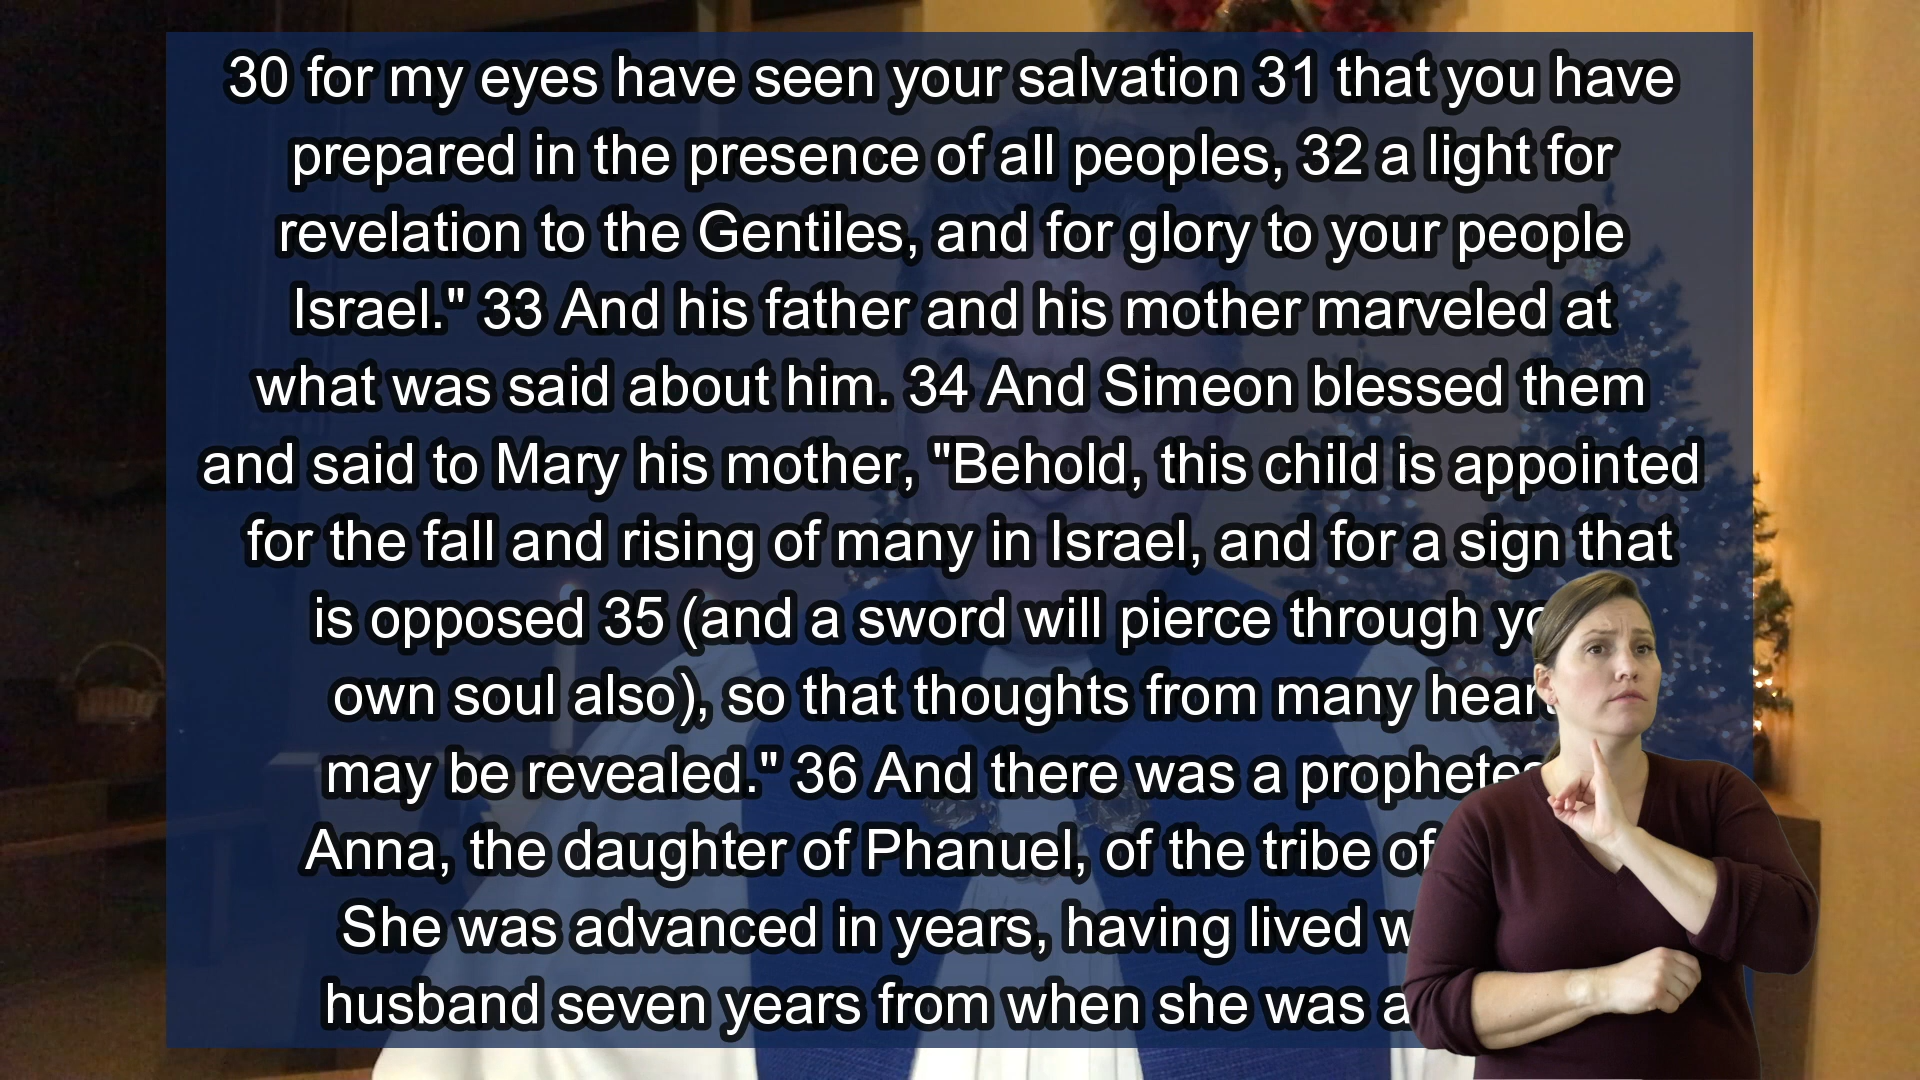 30 for my eyes have seen your salvation 31 that you have
prepared in the presence of all peoples, 32 a light for
revelation to the Gentiles, and for glory to your people
Israel." 33 And his father and his mother marveled at
what was said about him. 34 And Simeon blessed them
and said to Mary his mother, "Behold, this child is appointed
for the fall and rising of many in Israel, and for a sign that
is opposed 35 (and a sword will pierce through
own soul also), so that thoughts from many
may be revealed." 36 And there was a
Anna, the daughter of Phanuel, of the tribe of
She was advanced in years, having lived
husband seven years from when she was a